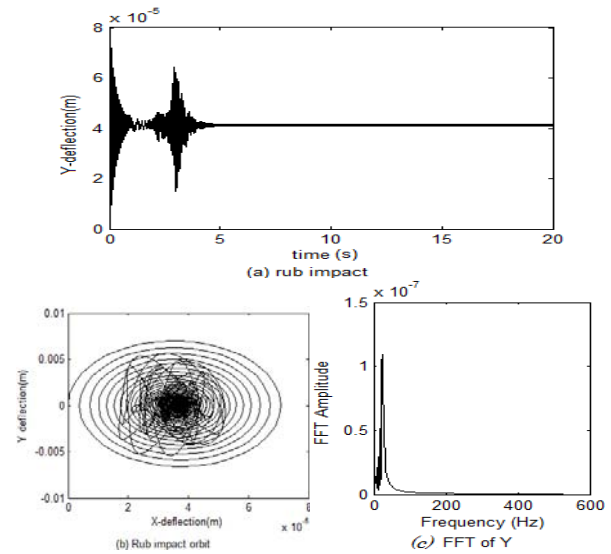 × 10⁻⁵
8
6
4
2
0
Y-deflection(m)
0 5 10 15 20
time (s)
(a) rub impact
0.01
0.005
0
-0.005
-0.01
Y deflection(m)
0 2 4 6 8
X-deflection(m)
(b) Rub impact orbit
× 10⁻⁷
1.5
1
0.5
0
FFT Amplitude
0 200 400 600
Frequency (Hz)
(c) FFT of Y